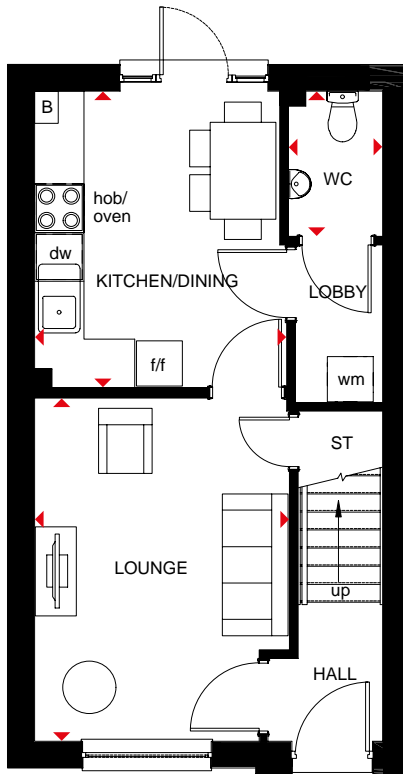 B
hob/
oven
WC
dw
KITCHEN/DINING
LOBBY
f/f
wm
ST
LOUNGE
up
HALL